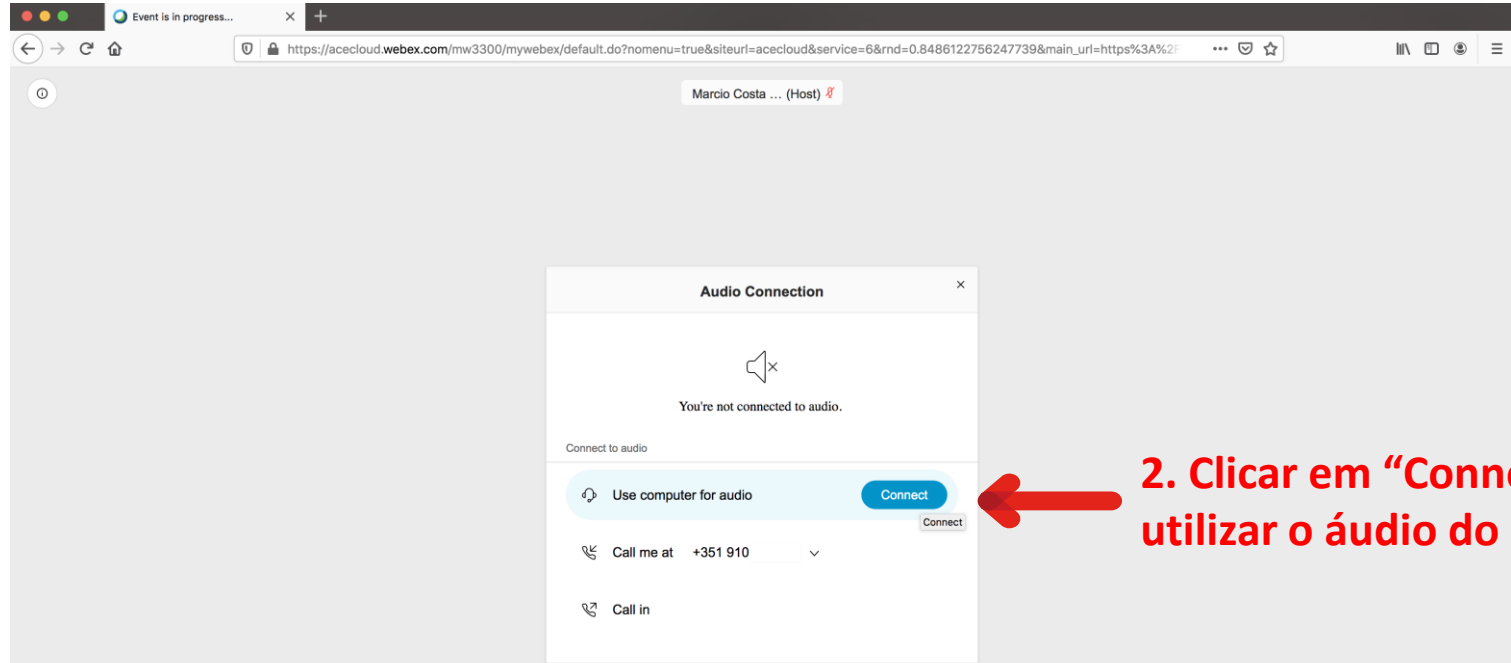 Event is in progress...
https://acecloud.webex.com/mw3300/mywebex/default.do?nomenu=true&siteurl=acecloud&service=6&rnd=0.8486122756247739&main_url=https%3A%2F
Marcio Costa ... (Host)
Audio Connection
You're not connected to audio.
Connect to audio
Use computer for audio
Connect
Connect
2. Clicar em “Conne
utilizar o áudio do
Call me at +351 910
Call in